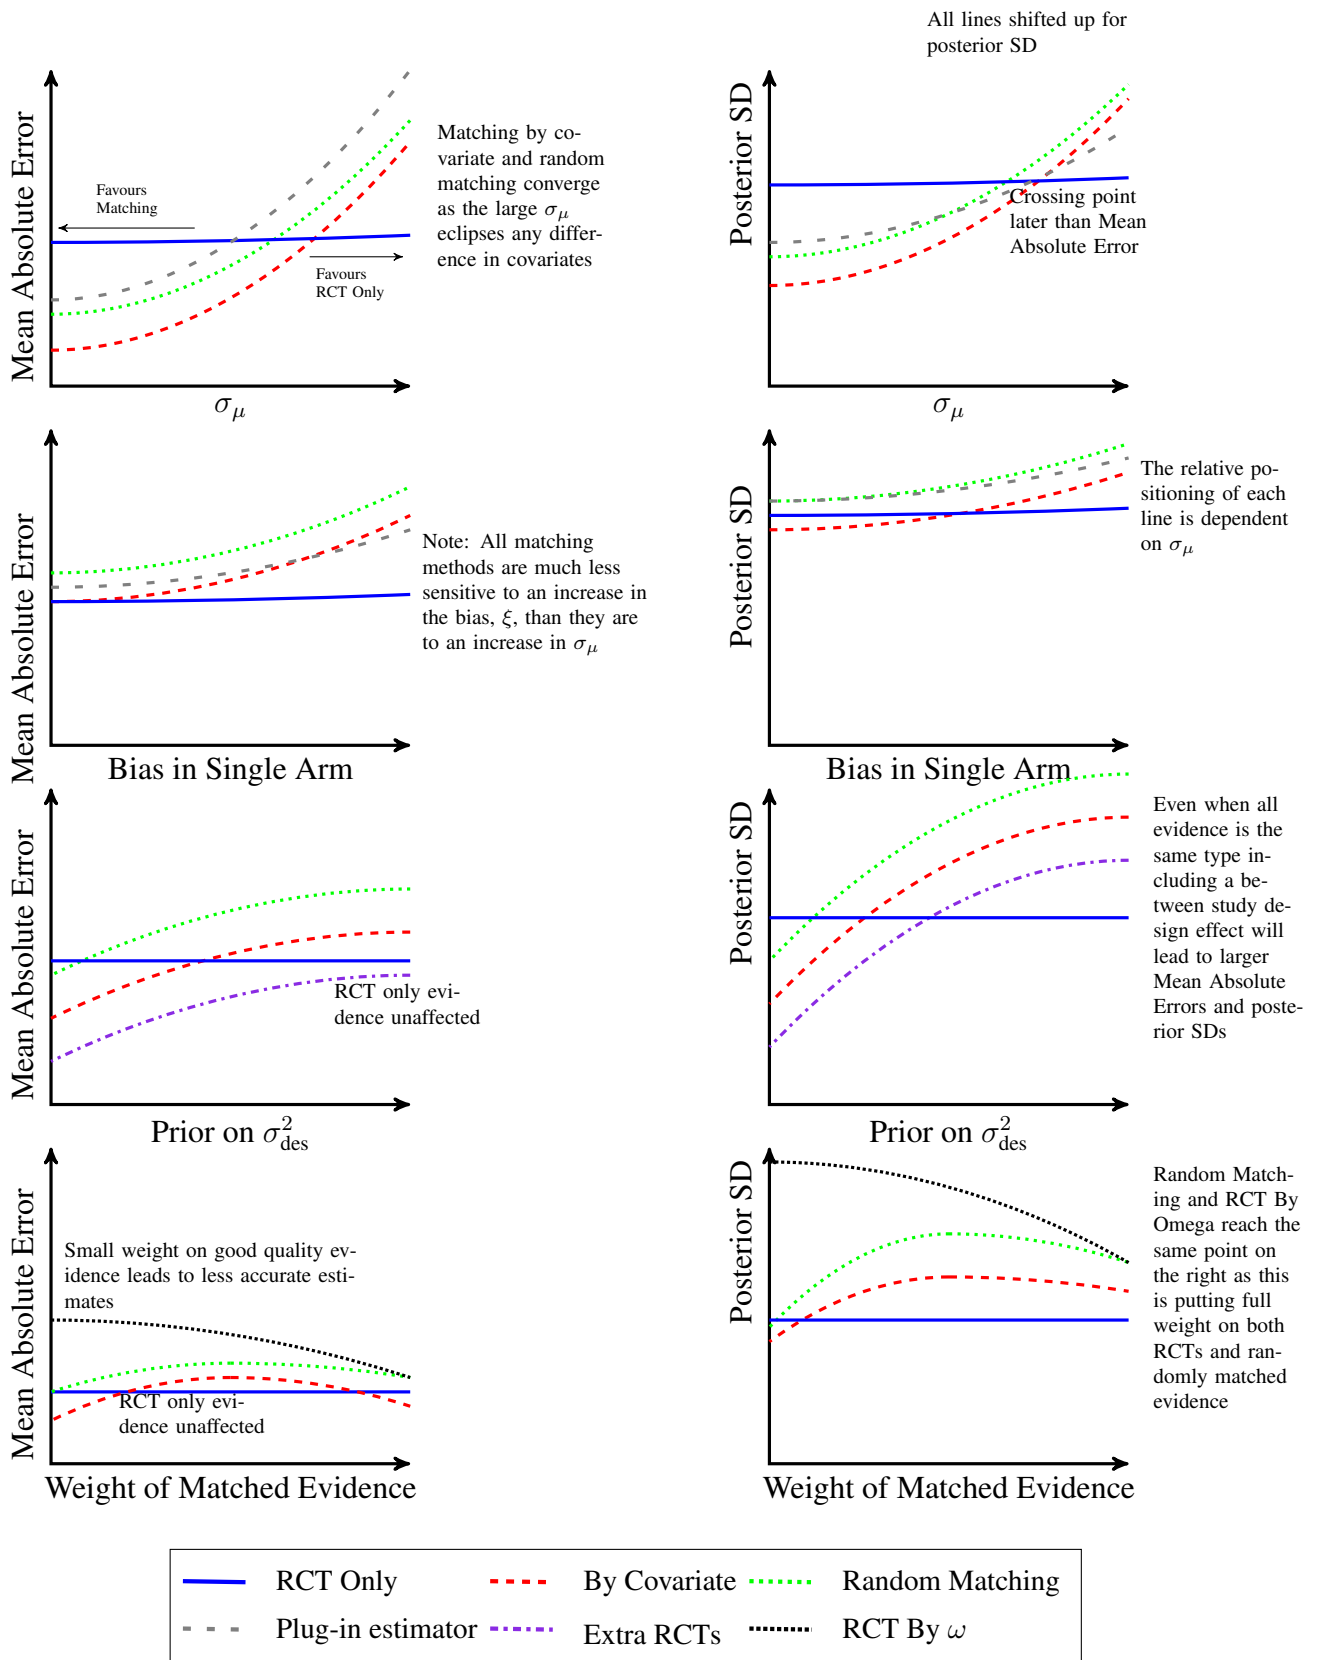 All lines shifted up for
posterior SD
Mean Absolute Error
Favours
Matching
Favours
RCT Only
σμ
Matching by co-
variate and random
matching converge
as the large σμ
eclipses any differ-
ence in covariates
Posterior SD
Crossing point
later than Mean
Absolute Error
σμ
Mean Absolute Error
Bias in Single Arm
Note: All matching
methods are much less
sensitive to an increase in
the bias, ξ, than they are
to an increase in σμ
Posterior SD
Bias in Single Arm
The relative po-
sitioning of each
line is dependent
on σμ
Mean Absolute Error
RCT only evi-
dence unaffected
Prior on σ²des
Posterior SD
Prior on σ²des
Even when all
evidence is the
same type in-
cluding a be-
tween study de-
sign effect will
lead to larger
Mean Absolute
Errors and poste-
rior SDs
Mean Absolute Error
Small weight on good quality ev-
idence leads to less accurate esti-
mates
RCT only evi-
dence unaffected
Weight of Matched Evidence
Posterior SD
Weight of Matched Evidence
Random Match-
ing and RCT By
Omega reach the
same point on
the right as this
is putting full
weight on both
RCTs and ran-
domly matched
evidence
RCT Only By Covariate Random Matching
Plug-in estimator Extra RCTs RCT By ω